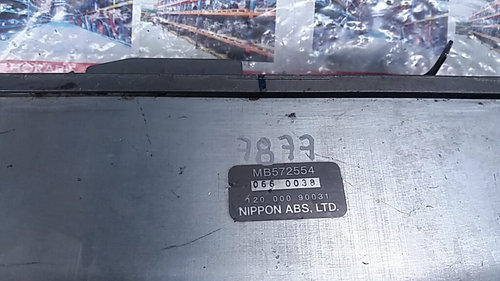 7877
MB572554
066 0038
120 000 90031
NIPPON ABS, LTD.